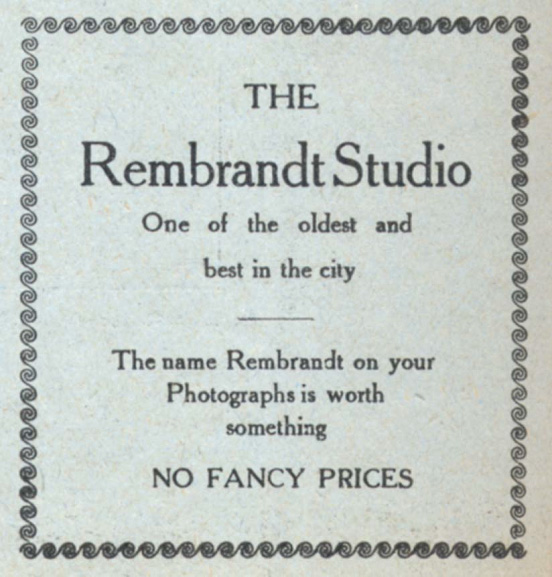 THE
Rembrandt Studio
One of the oldest and
best in the city
The name Rembrandt on your
Photographs is worth
something
NO FANCY PRICES